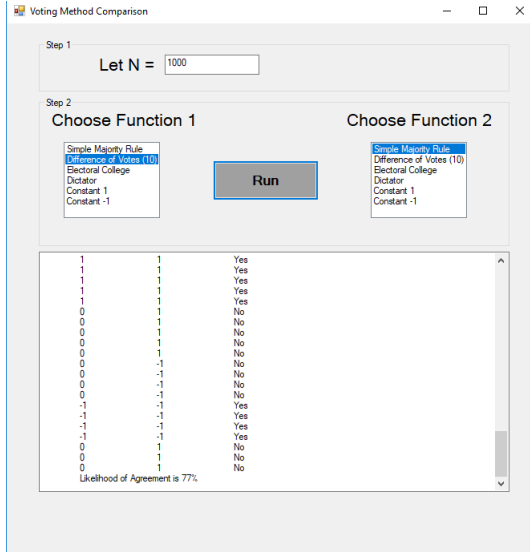 Voting Method Comparison
Step 1
Let N = 1000
Step 2
Choose Function 1
Simple Majority Rule
Difference of Votes (10)
Electoral College
Dictator
Constant 1
Constant -1
Run
Choose Function 2
Simple Majority Rule
Difference of Votes (10)
Electoral College
Dictator
Constant 1
Constant -1
1 1 Yes
1 1 Yes
1 1 Yes
1 1 Yes
1 1 Yes
0 1 No
0 1 No
0 1 No
0 1 No
0 1 No
0 -1 No
0 -1 No
0 -1 No
0 -1 No
-1 -1 Yes
-1 -1 Yes
-1 -1 Yes
-1 -1 Yes
0 1 No
0 1 No
0 1 No
Likelihood of Agreement is 77%